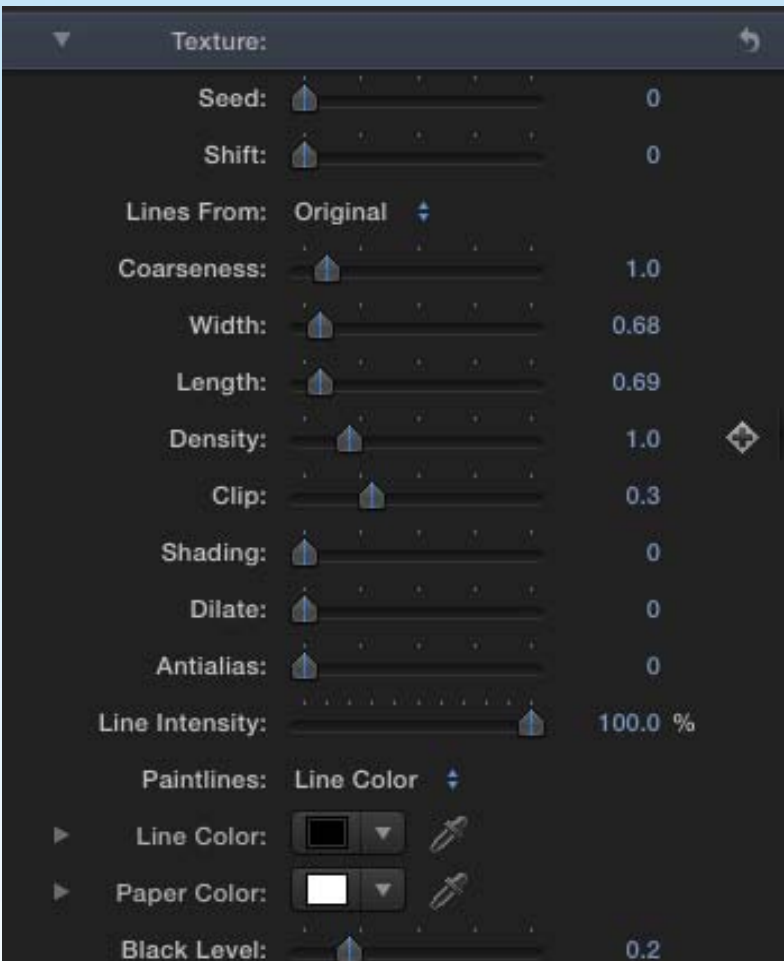 Texture:
Seed: 0
Shift: 0
Lines From: Original
Coarseness: 1.0
Width: 0.68
Length: 0.69
Density: 1.0
Clip: 0.3
Shading: 0
Dilate: 0
Antialias: 0
Line Intensity: 100.0 %
Paintlines: Line Color
Line Color:
Paper Color:
Black Level: 0.2